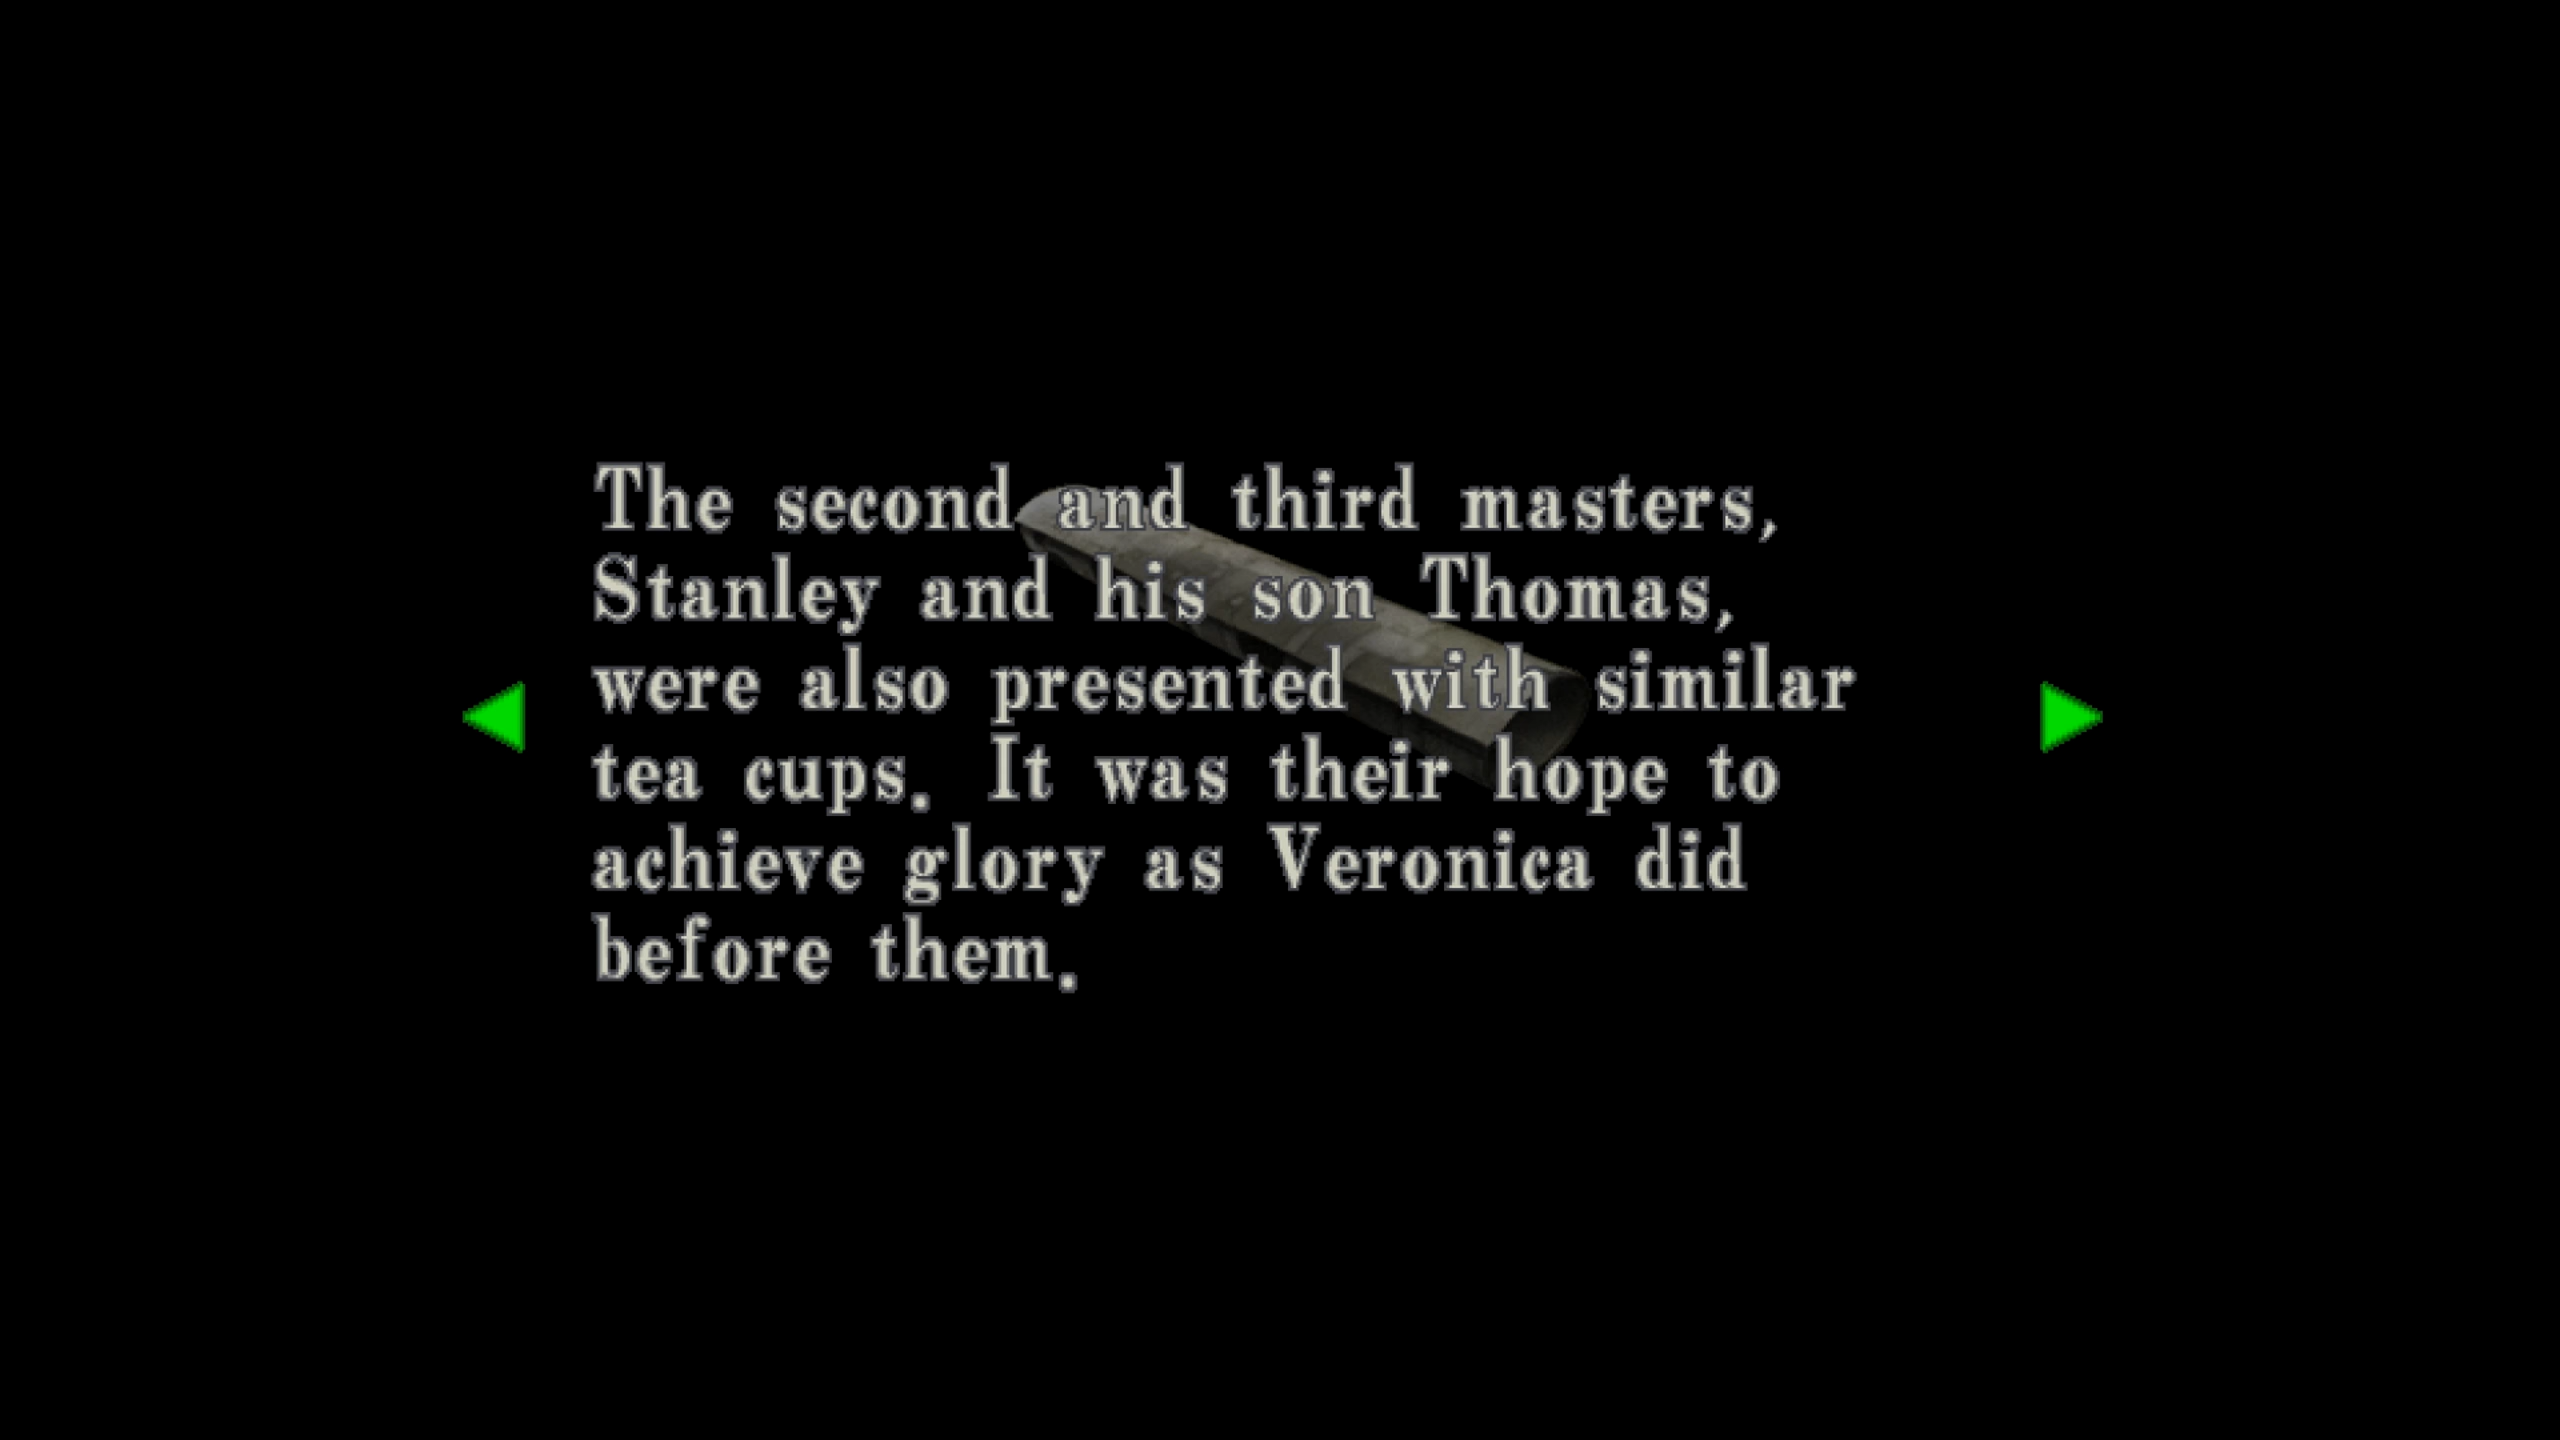 The second and third masters,
Stanley and his son Thomas,
were also presented with similar
tea cups. It was their hope to
achieve glory as Veronica did
before them.